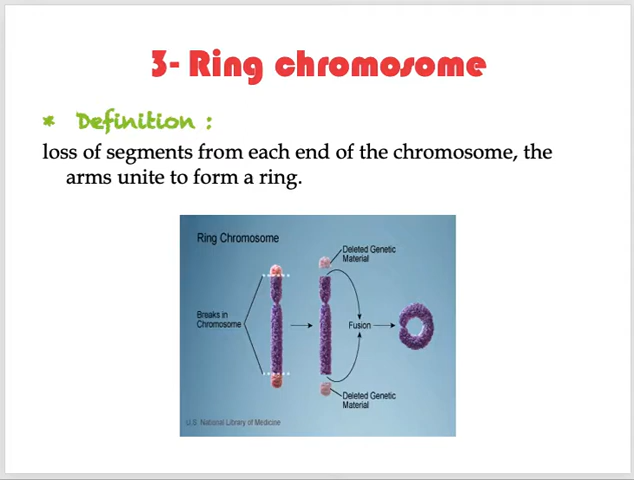 3- Ring chromosome
* Definition :
loss of segments from each end of the chromosome, the
arms unite to form a ring.
Ring Chromosome
Deleted Genetic
Material
Breaks in
Chromosome
Fusion
Deleted Genetic
Material
U.S. National Library of Medicine